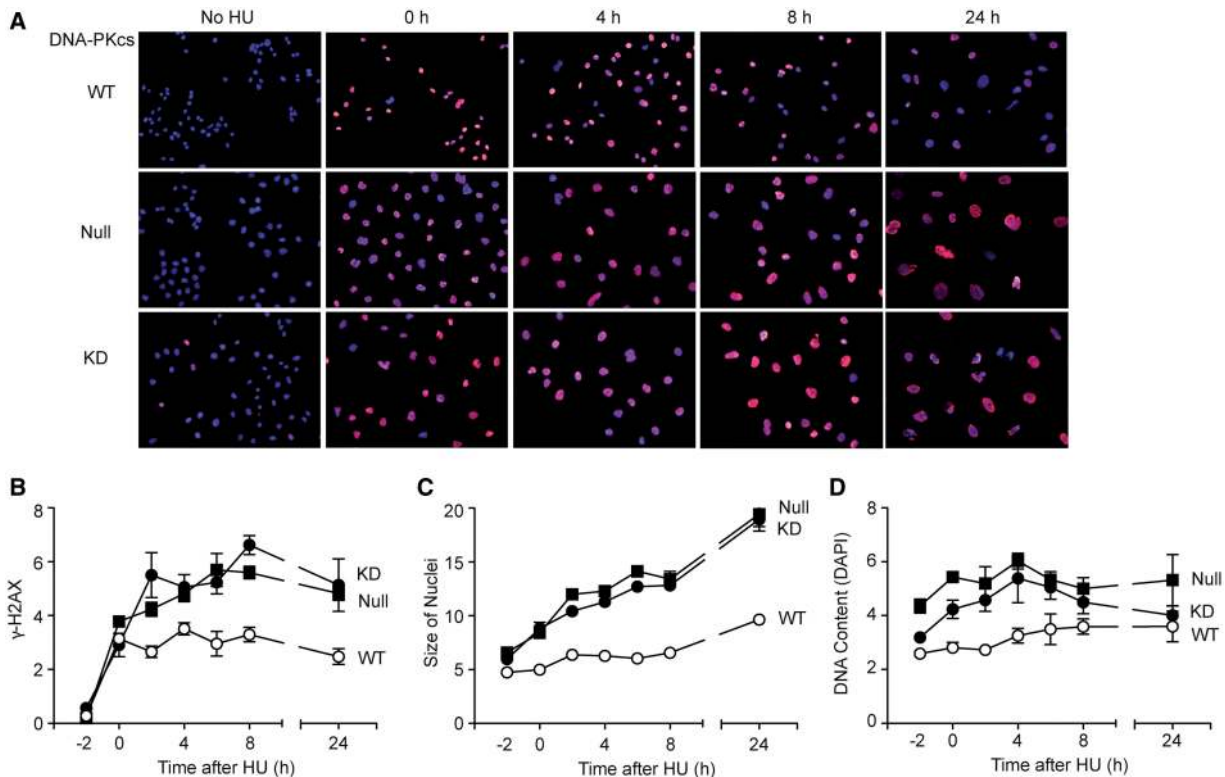 A
No HU
0 h
4 h
8 h
24 h
DNA-PKcs
WT
Null
KD
B
8
6
4
2
0
γ-H2AX
KD
Null
WT
-2
0
4
8
24
Time after HU (h)
C
20
15
10
5
0
Size of Nuclei
Null
KD
WT
-2
0
4
8
24
Time after HU (h)
D
8
6
4
2
0
DNA Content (DAPI)
Null
KD
WT
-2
0
4
8
24
Time after HU (h)